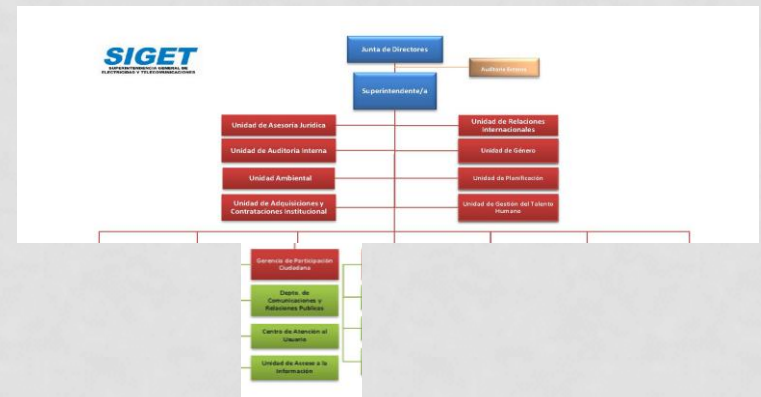 SIGET
SUPERINTENDENCIA GENERAL DE
ELECTRICIDAD Y TELECOMUNICACIONES
Junta de Directores
Auditoría Externa
Superintendente/a
Unidad de Asesoría Jurídica
Unidad de Relaciones
Internacionales
Unidad de Auditoría Interna
Unidad de Género
Unidad Ambiental
Unidad de Planificación
Unidad de Adquisiciones y
Contrataciones Institucional
Unidad de Gestión del Talento
Humano
Gerencia de Participación
Ciudadana
Depto. de
Comunicaciones y
Relaciones Publicas
Centro de Atención al
Usuario
Unidad de Acceso a la
Información